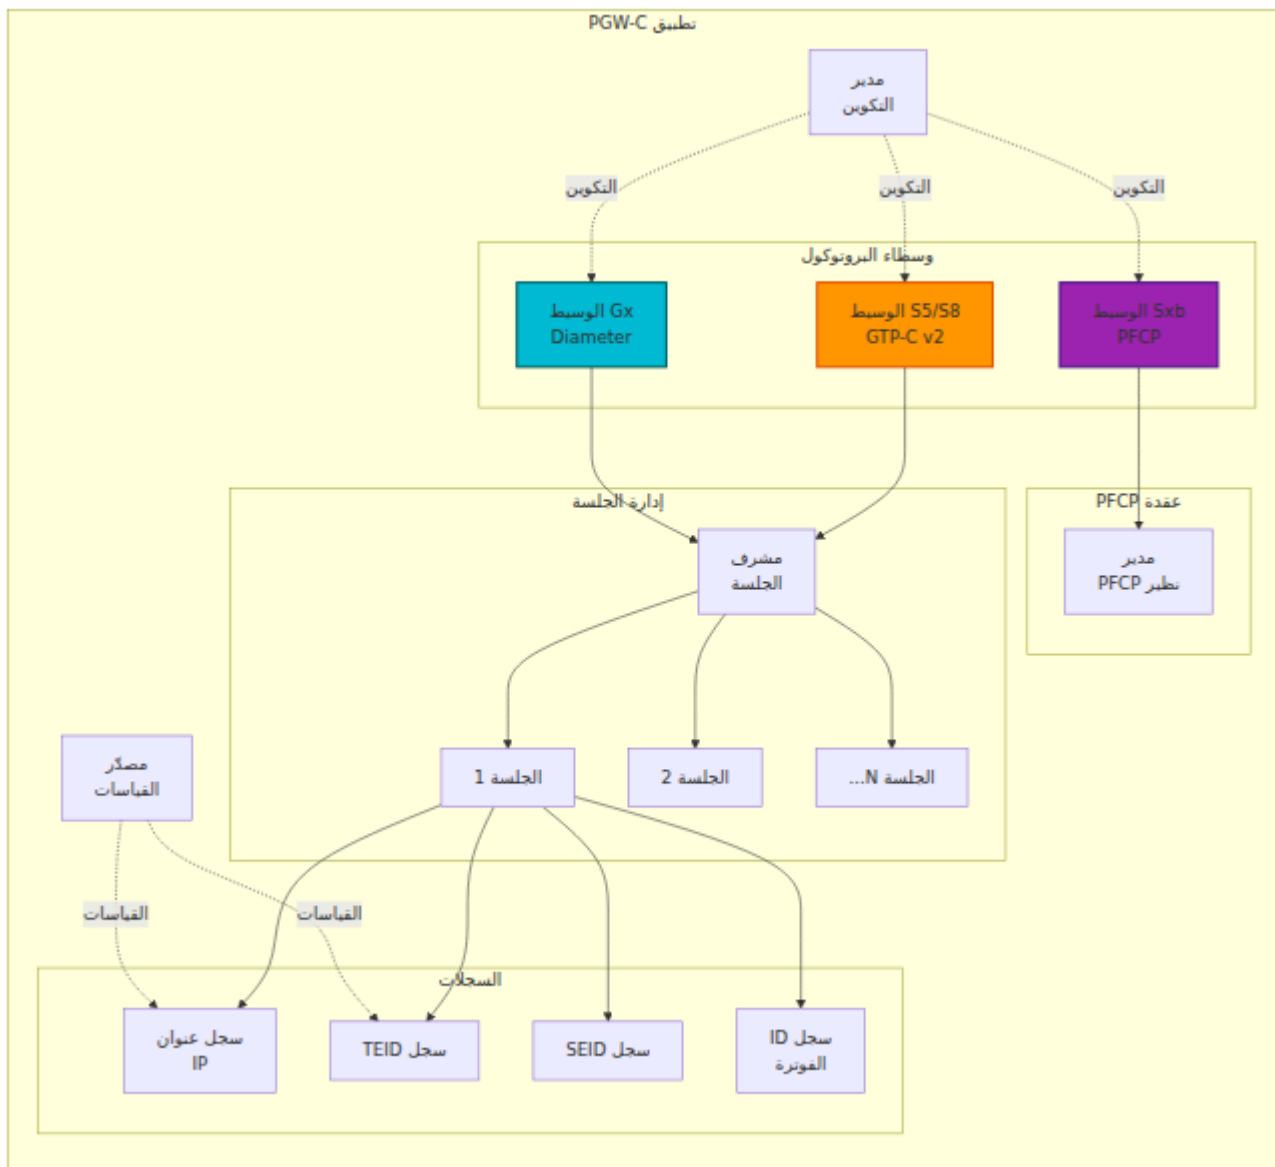 تطبيق PGW-C
مدير
التكوين
التكوين
التكوين
التكوين
وسطاء البروتوكول
Gx الوسيط
Diameter
S5/S8 الوسيط
GTP-C v2
Sxb الوسيط
PFCP
إدارة الجلسة
عقدة PFCP
مشرف
الجلسة
مدير
نظير PFCP
مصدّر
القياسات
الجلسة 1
الجلسة 2
الجلسة N...
القياسات
القياسات
السجلات
سجل عنوان
IP
سجل TEID
سجل SEID
سجل ID
الفوترة